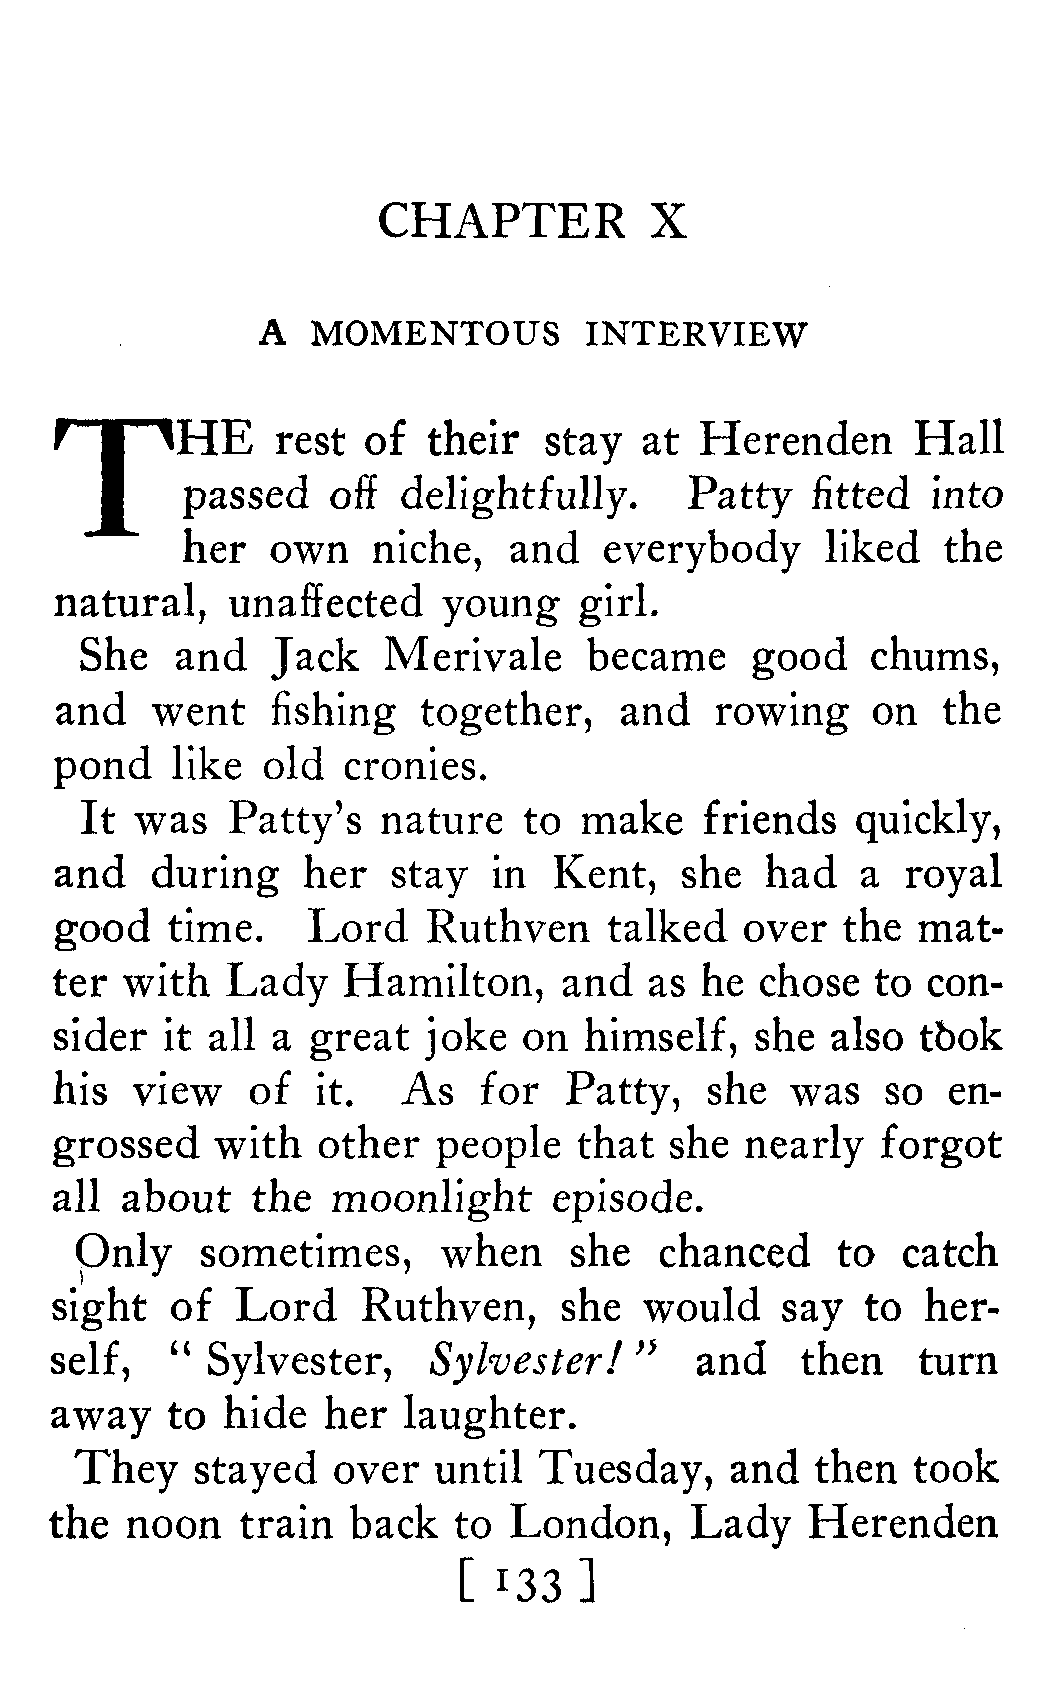 CHAPTER X
A MOMENTOUS INTERVIEW
THE rest of their stay at Herenden Hall
passed off delightfully. Patty fitted into
her own niche, and everybody liked the
natural, unaffected young girl.
She and Jack Merivale became good chums,
and went fishing together, and rowing on the
pond like old cronies.
It was Patty's nature to make friends quickly,
and during her stay in Kent, she had a royal
good time. Lord Ruthven talked over the mat-
ter with Lady Hamilton, and as he chose to con-
sider it all a great joke on himself, she also took
his view of it. As for Patty, she was so en-
grossed with other people that she nearly forgot
all about the moonlight episode.
Only sometimes, when she chanced to catch
sight of Lord Ruthven, she would say to her-
self, “Sylvester, Sylvester!” and then turn
away to hide her laughter.
They stayed over until Tuesday, and then took
the noon train back to London, Lady Herenden
[ 133 ]